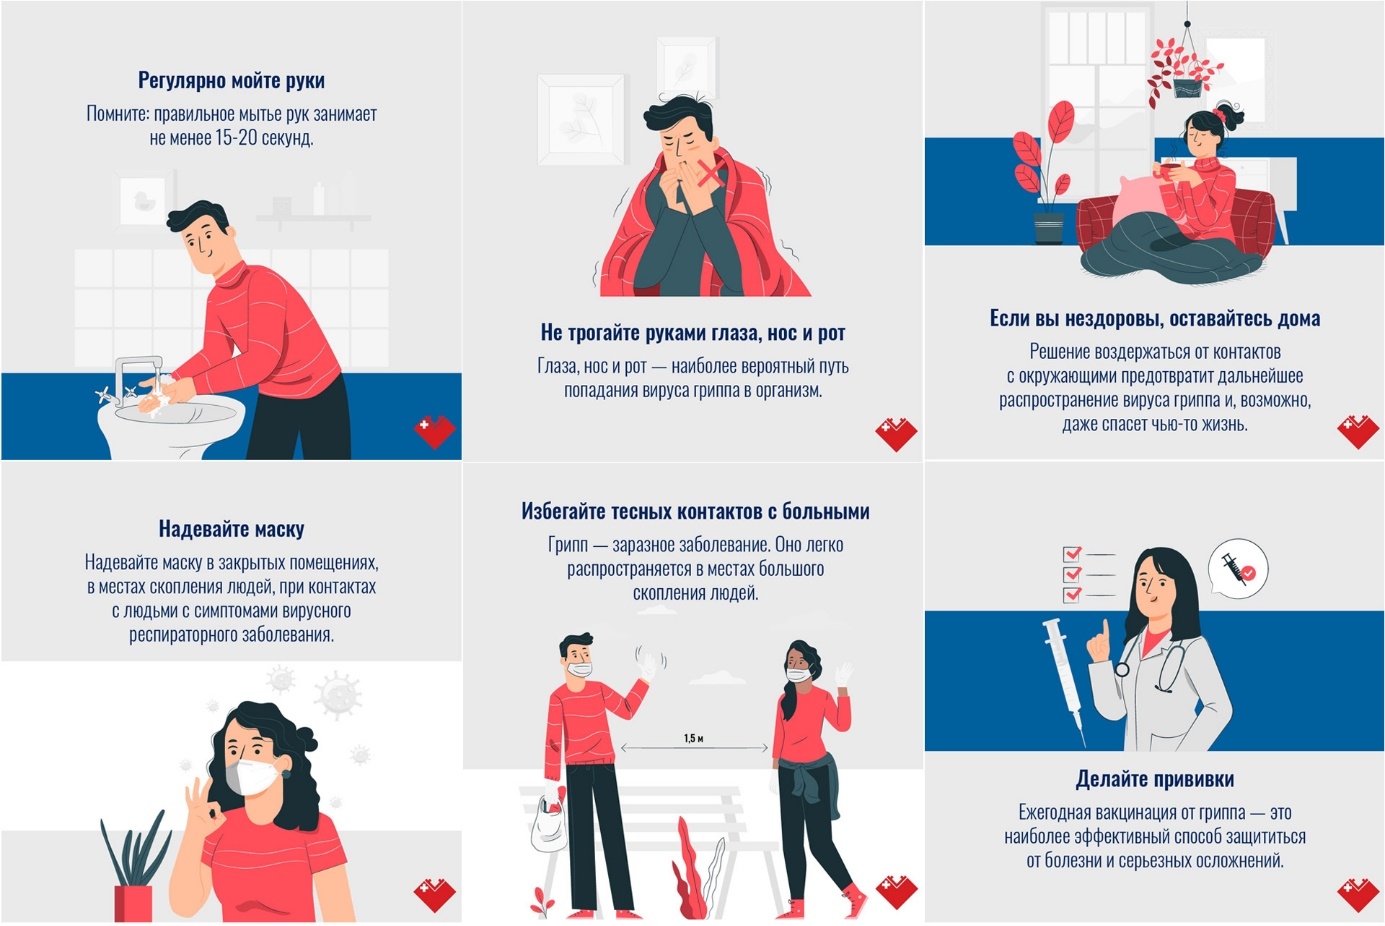 Регулярно мойте руки
Помните: правильное мытье рук занимает
не менее 15-20 секунд.
Не трогайте руками глаза, нос и рот
Глаза, нос и рот — наиболее вероятный путь
попадания вируса гриппа в организм.
Если вы нездоровы, оставайтесь дома
Решение воздержаться от контактов
с окружающими предотвратит дальнейшее
распространение вируса гриппа и, возможно,
даже спасет чью-то жизнь.
Надевайте маску
Надевайте маску в закрытых помещениях,
в местах скопления людей, при контактах
с людьми с симптомами вирусного
респираторного заболевания.
Избегайте тесных контактов с больными
Грипп — заразное заболевание. Оно легко
распространяется в местах большого
скопления людей.
1,5 м
Делайте прививки
Ежегодная вакцинация от гриппа — это
наиболее эффективный способ защититься
от болезни и серьезных осложнений.